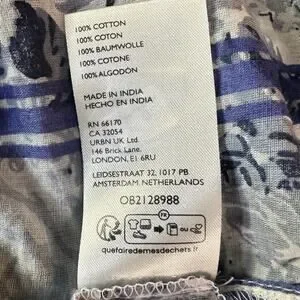 100% COTTON
100% COTON
100% BAUMWOLLE
100% COTONE
100% ALGODÓN
MADE IN INDIA
HECHO EN INDIA
RN 66170
CA 32054
URBN UK Ltd.
146 Brick Lane.
LONDON, E1 6RU
LEIDSESTRAAT 32, 1017 PB
AMSTERDAM NETHERLANDS
OB2128988
FR
OU
quefairedemesdechets.fr